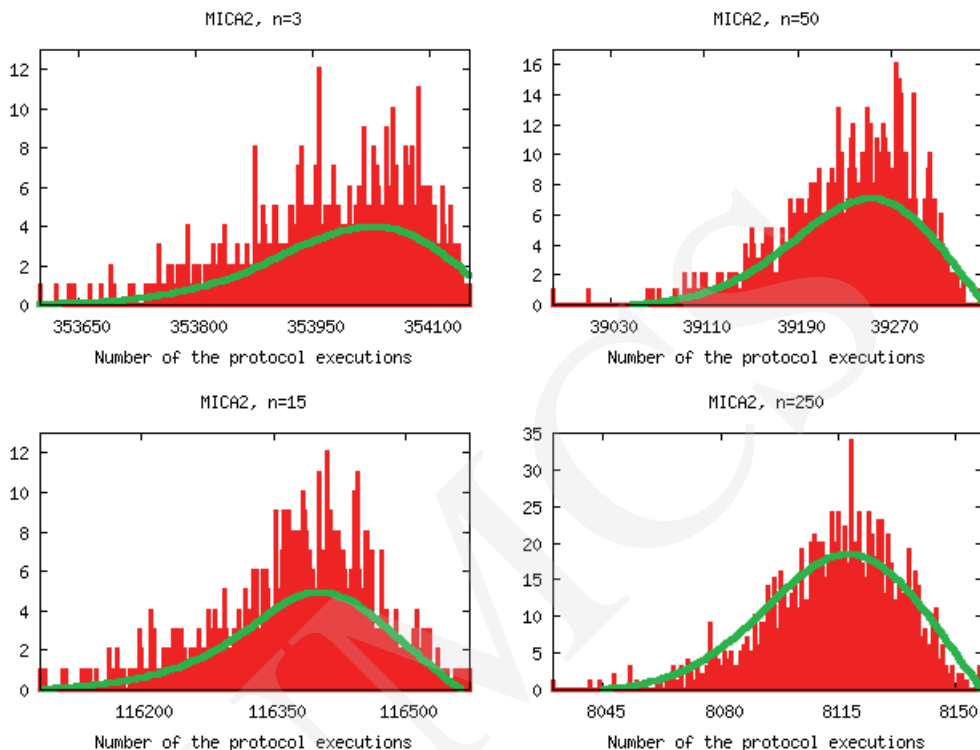 MICA2, n=3
12
10
8
6
4
2
0
353650 353800 353950 354100
Number of the protocol executions
MICA2, n=50
16
14
12
10
8
6
4
2
0
39030 39110 39190 39270
Number of the protocol executions
MICA2, n=15
12
10
8
6
4
2
0
116200 116350 116500
Number of the protocol executions
MICA2, n=250
35
30
25
20
15
10
5
0
8045 8080 8115 8150
Number of the protocol executions